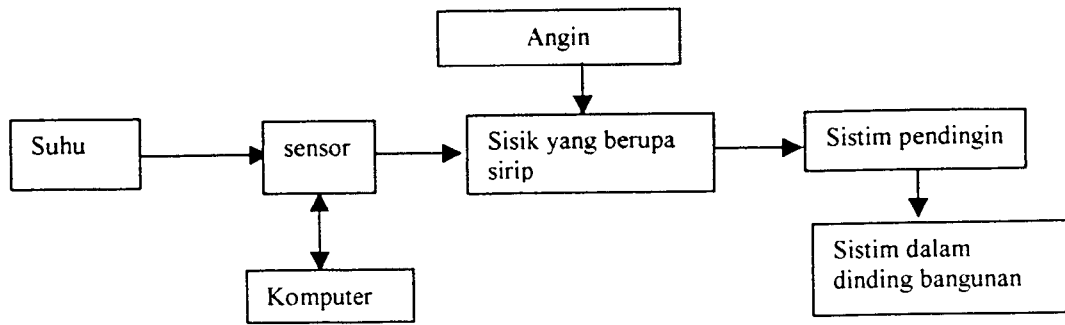 Angin
Suhu
sensor
Sisik yang berupa
sirip
Sistim pendingin
Komputer
Sistim dalam
dinding bangunan